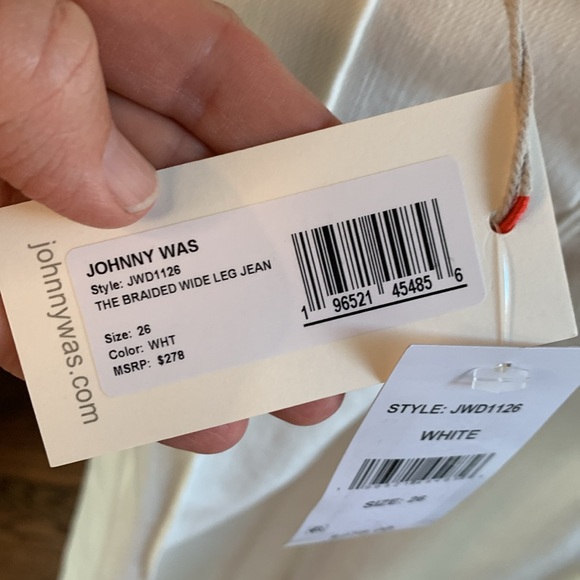 johnnywas.com
JOHNNY WAS
Style: JWD1126
THE BRAIDED WIDE LEG JEAN
Size: 26
Color: WHT
MSRP: $278
1 96521 45485 6
STYLE: JWD1126
WHITE
SIZE: 26